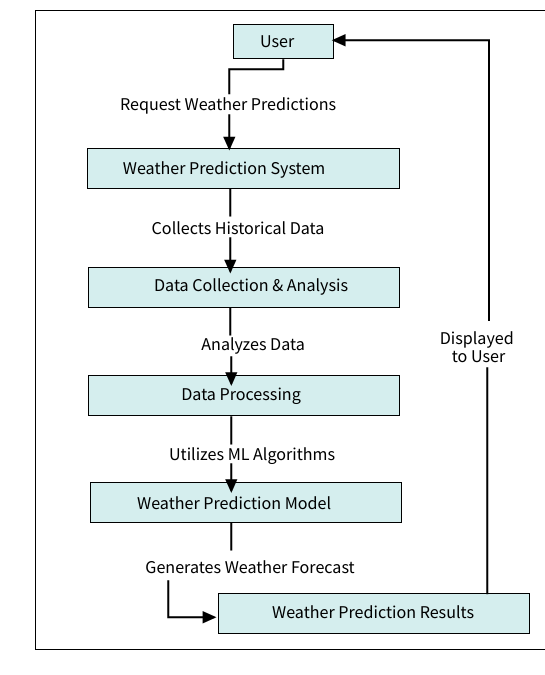 User
Request Weather Predictions
Weather Prediction System
Collects Historical Data
Data Collection & Analysis
Analyzes Data
Displayed
to User
Data Processing
Utilizes ML Algorithms
Weather Prediction Model
Generates Weather Forecast
Weather Prediction Results